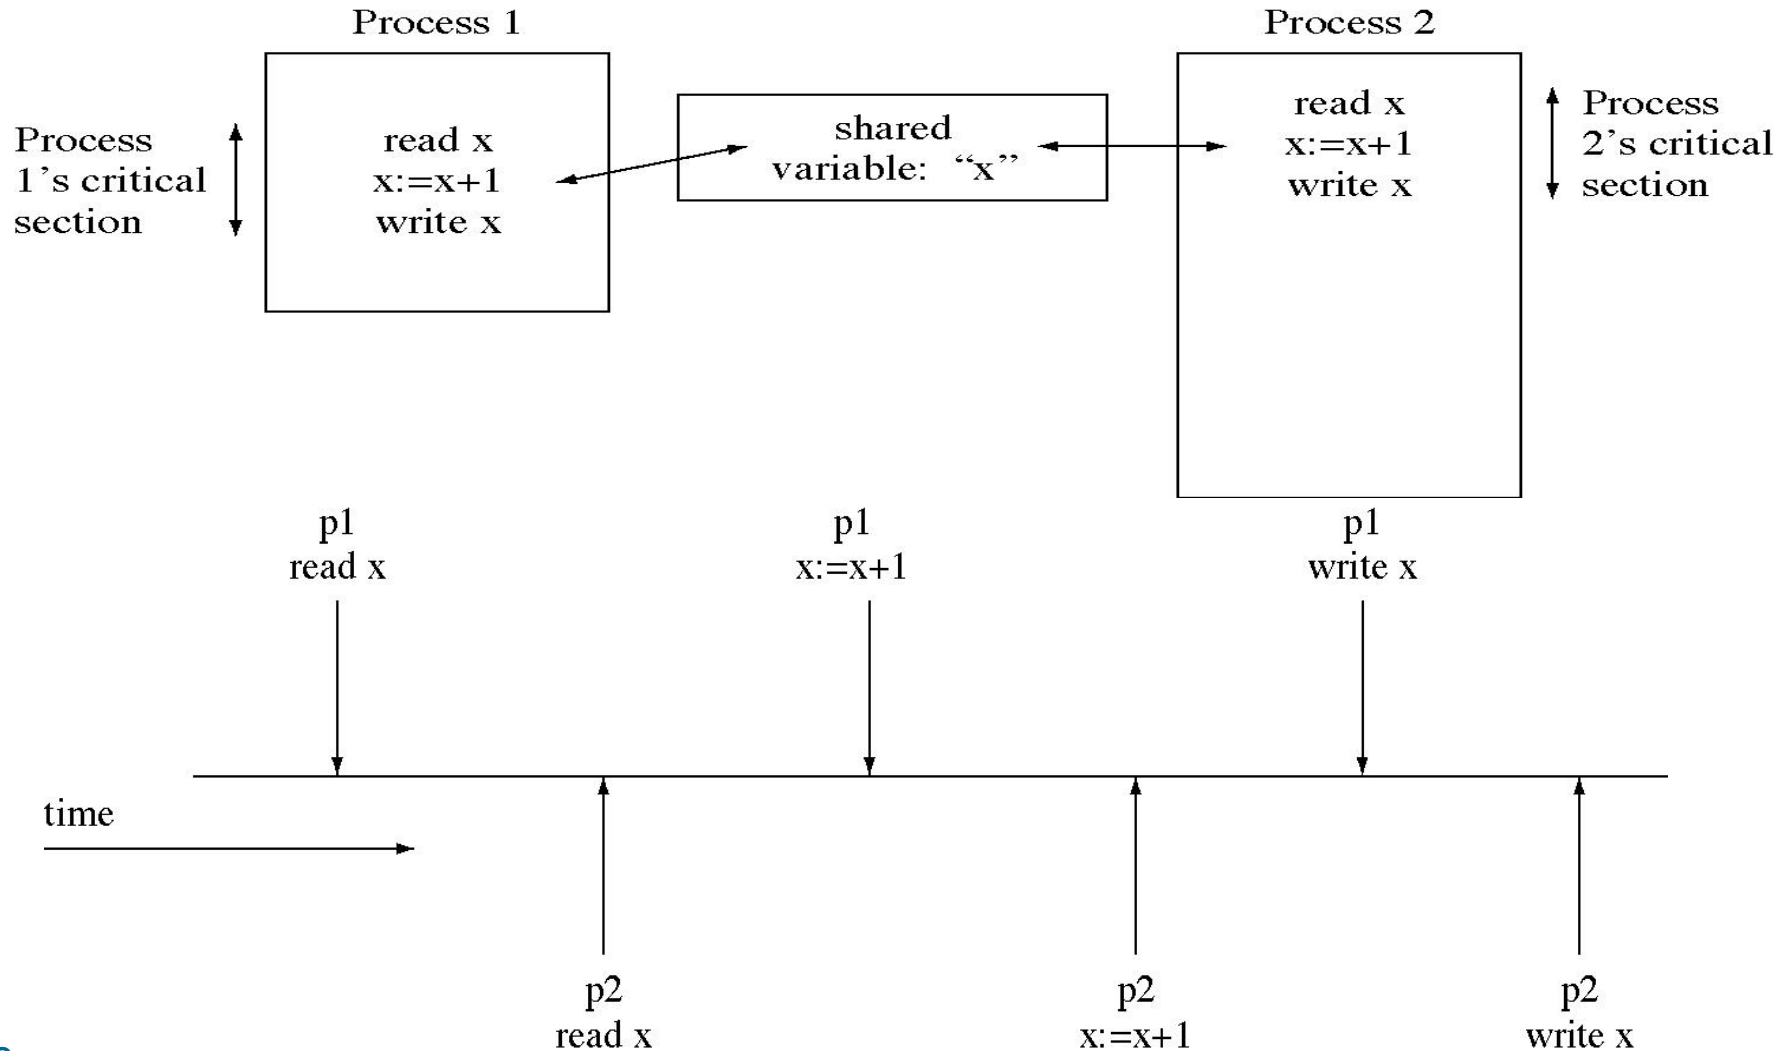 Process 1
Process 2
Process
1’s critical
section
read x
x:=x+1
write x
shared
variable: “x”
read x
x:=x+1
write x
Process
2’s critical
section
p1
read x
p1
x:=x+1
p1
write x
time
p2
read x
p2
x:=x+1
p2
write x